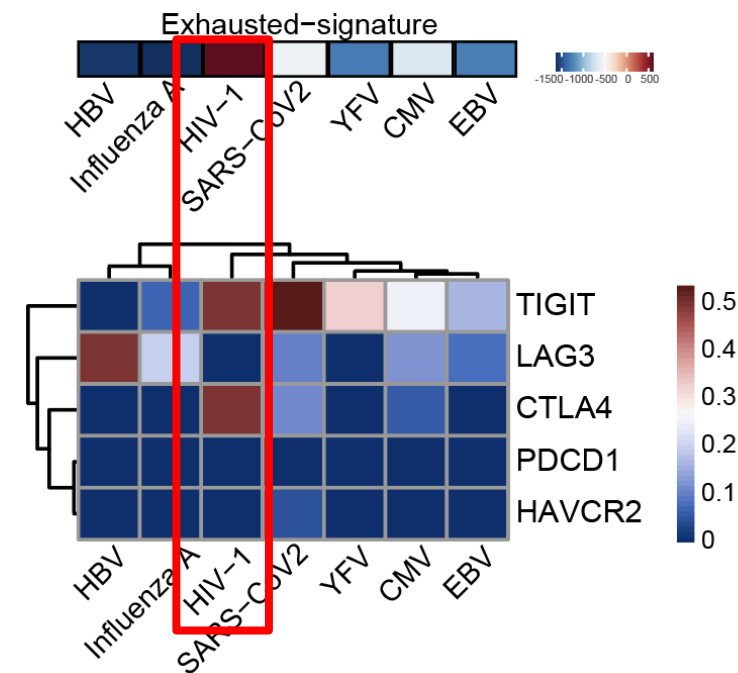 Exhausted−signature
-1500 -1000 -500 0 500
HBV
Influenza A
HIV−1
SARS−CoV2
YFV
CMV
EBV
TIGIT
LAG3
CTLA4
PDCD1
HAVCR2
0.5
0.4
0.3
0.2
0.1
0
HBV
Influenza A
HIV−1
SARS−CoV2
YFV
CMV
EBV